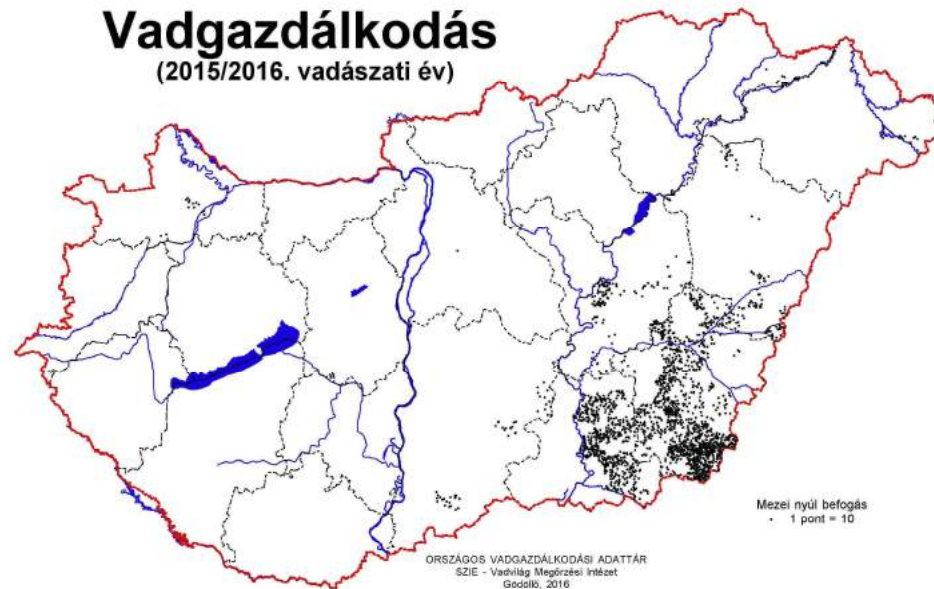 Vadgazdálkodás
(2015/2016. vadászati év)
Mezei nyúl befogás
1 pont = 10
ORSZÁGOS VADGAZDÁLKODÁSI ADATTÁR
SZIE - Vadvilág Megőrzési Intézet
Gödöllő, 2016